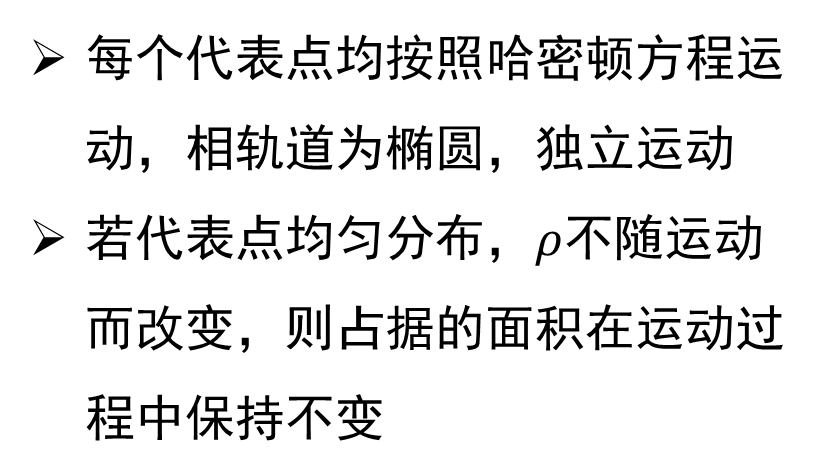 ➢ 每个代表点均按照哈密顿方程运
动，相轨道为椭圆，独立运动
➢ 若代表点均匀分布，ρ不随运动
而改变，则占据的面积在运动过
程中保持不变